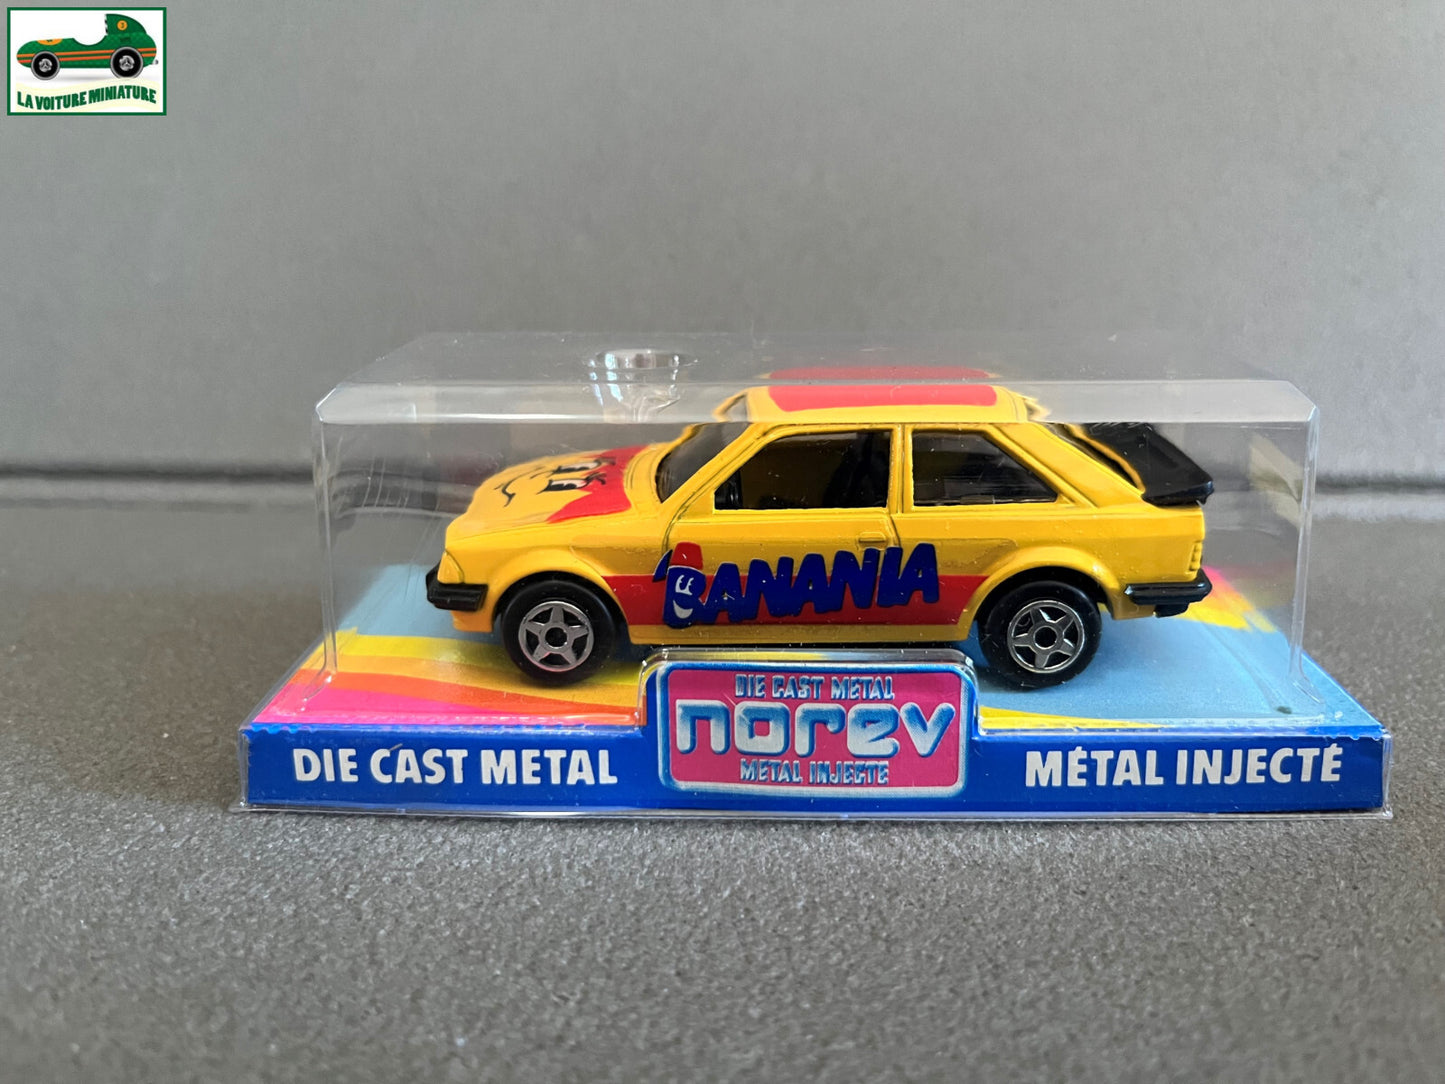 LA VOITURE MINIATURE
BANANIA
DIE CAST METAL
norev
METAL INJECTE
DIE CAST METAL
MÉTAL INJECTÉ